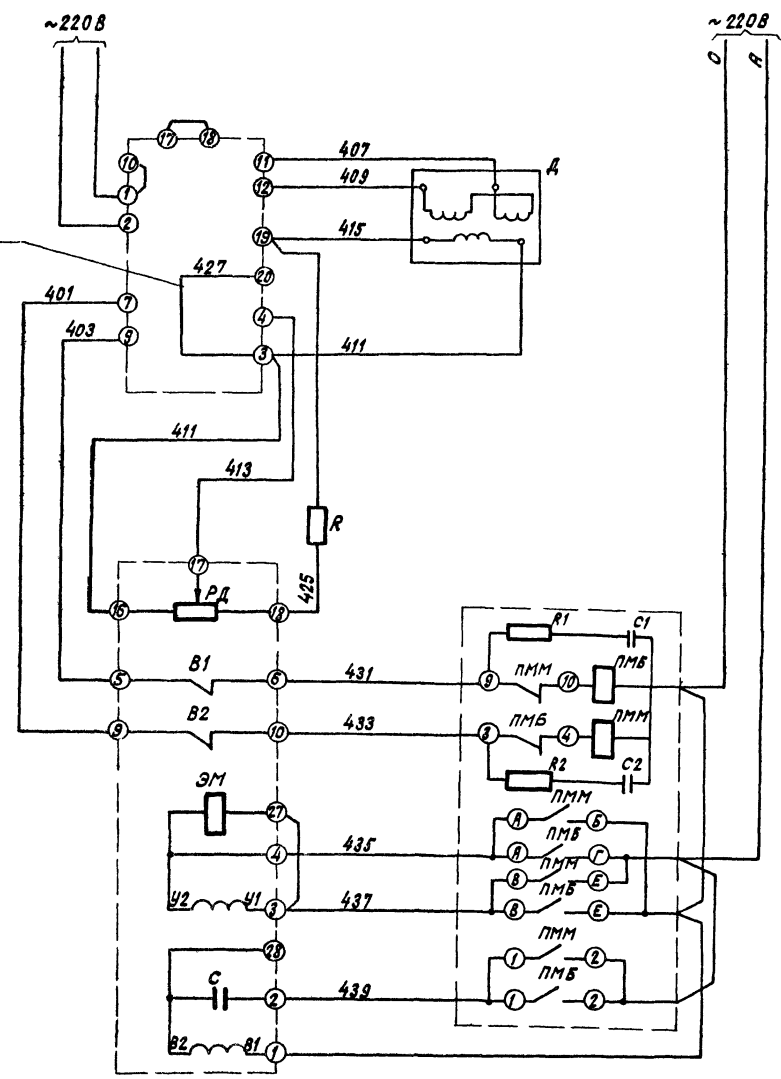 ~220В
~220В
О
А
17
18
10
1
2
11
12
407
409
Д
19
415
427
20
401
7
4
403
9
3
411
411
413
R
425
17
РД
16
18
R1
С1
В1
5
6
431
9
ПММ
10
ПМБ
В2
9
10
433
3
ПМБ
4
ПММ
R2
С2
ЭМ
27
ПММ
А
Б
4
435
А
ПМБ
Г
ПММ
В
Е
У2
У1
3
437
В
ПМБ
Е
28
ПММ
1
2
С
2
439
1
ПМБ
2
В2
В1
1